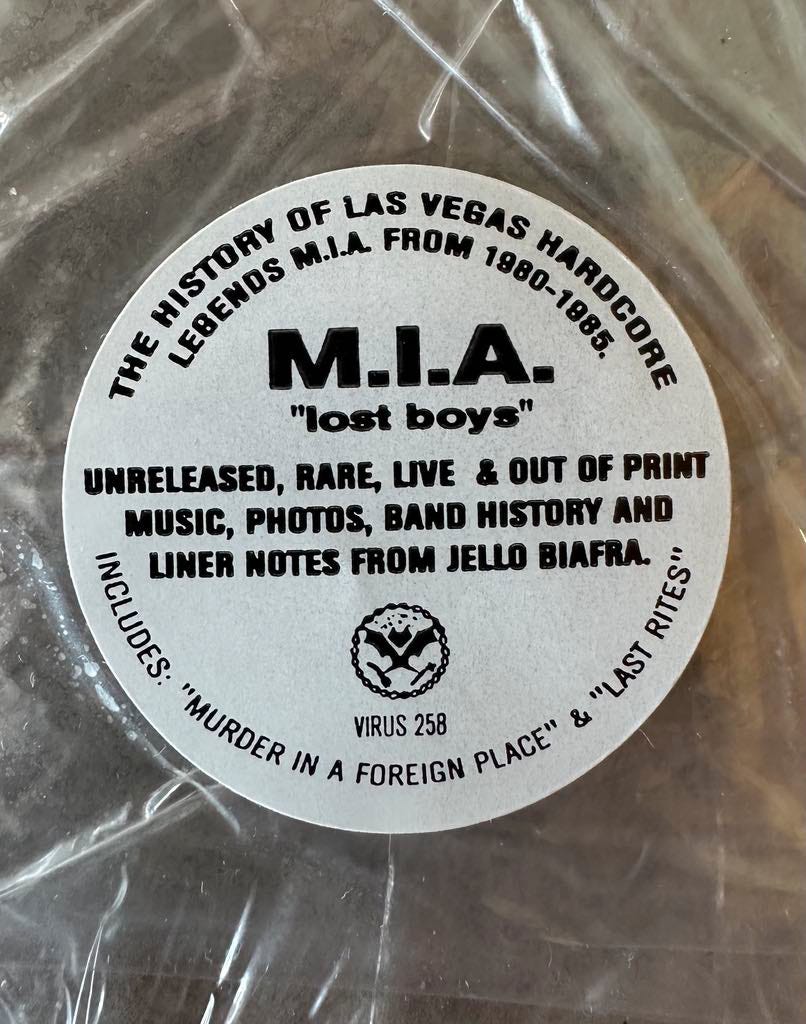 THE HISTORY OF LAS VEGAS HARDCORE
LEGENDS M.I.A. FROM 1980-1985.
M.I.A.
"lost boys"
UNRELEASED, RARE, LIVE & OUT OF PRINT
MUSIC, PHOTOS, BAND HISTORY AND
LINER NOTES FROM JELLO BIAFRA.
VIRUS 258
INCLUDES: "MURDER IN A FOREIGN PLACE" & "LAST RITES"